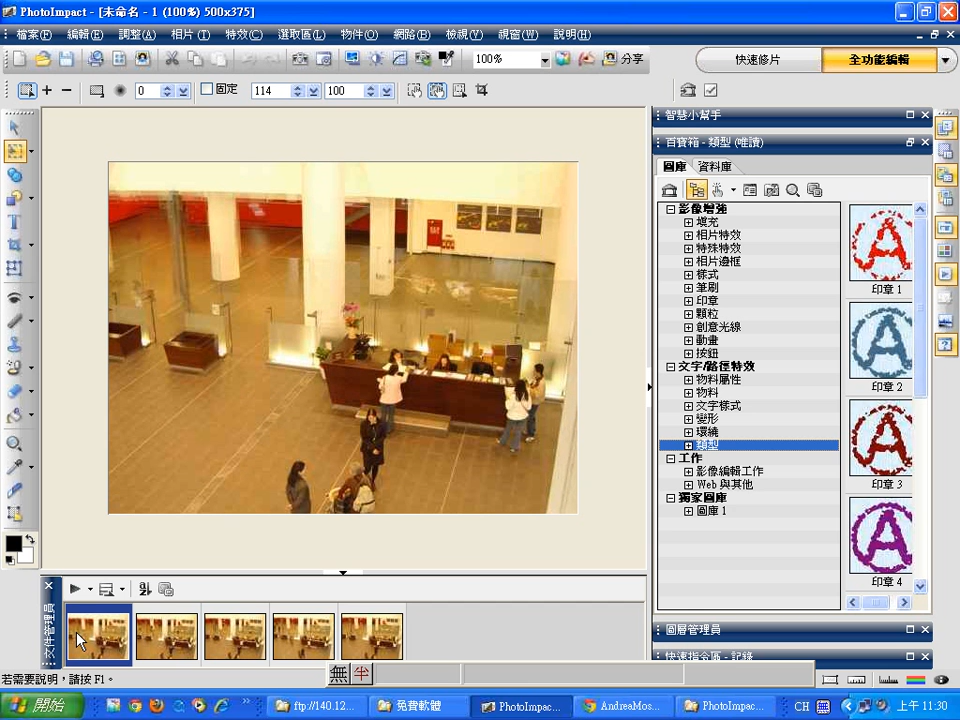 PhotoImpact - [未命名 - 1 (100%) 500x375]
檔案(F) 編輯(E) 調整(A) 相片(I) 特效(C) 選取區(L) 物件(O) 網路(B) 檢視(V) 視窗(W) 說明(H)
100% 分享 快速修片 全功能編輯
0 固定 114 100
智慧小幫手
百寶箱 - 類型 (唯讀)
圖庫 資料庫
影像增強
填充
相片特效
特殊特效
相片邊框
樣式
筆刷
印章
顆粒
創意光線
動畫
按鈕
文字/路徑特效
物料屬性
物料
文字樣式
變形
環繞
類型
工作
影像編輯工作
Web 與其他
獨家圖庫
圖庫 1
A
印章 1
A
印章 2
A
印章 3
A
印章 4
文件管理員
圖層管理員
快速指令區 - 記錄
若需要說明，請按 F1。
無 半
開始 ftp://140.12... 免費軟體 PhotoImpac... AndreaMos... PhotoImpac... CH 上午 11:30